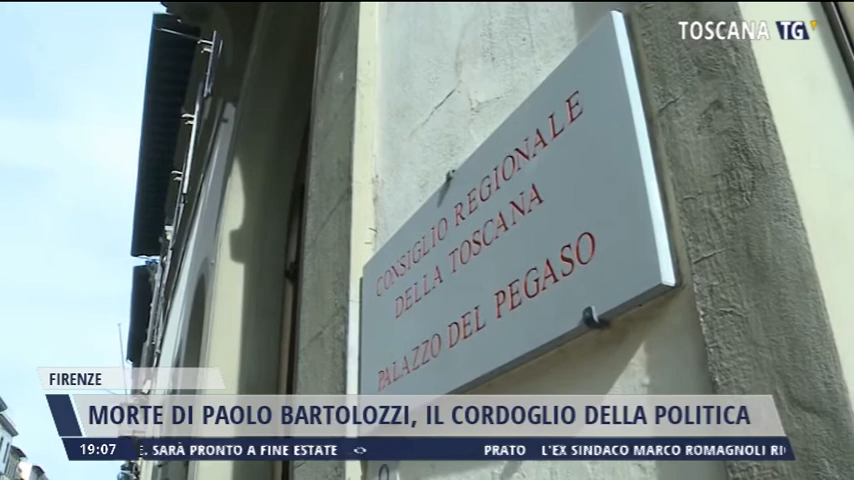 TOSCANA TG
CONSIGLIO REGIONALE
DELLA TOSCANA
PALAZZO DEL PEGASO
FIRENZE
MORTE DI PAOLO BARTOLOZZI, IL CORDOGLIO DELLA POLITICA
19:07 E. SARÀ PRONTO A FINE ESTATE PRATO L'EX SINDACO MARCO ROMAGNOLI